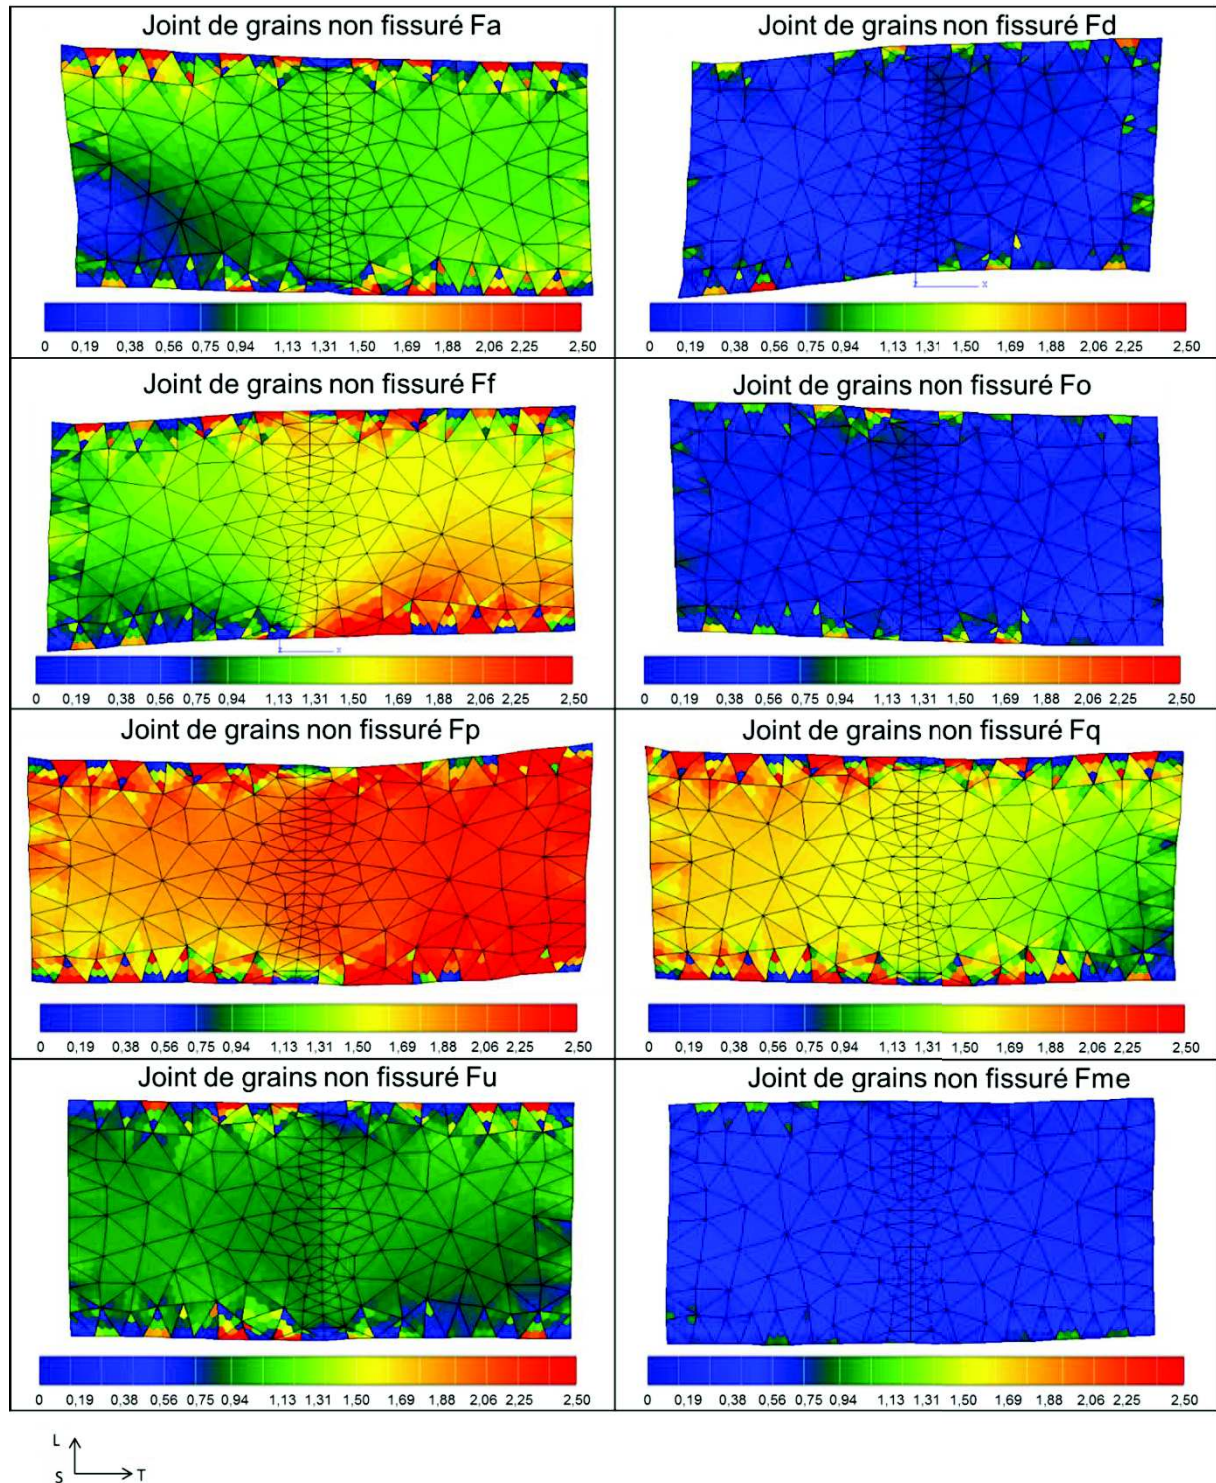 Joint de grains non fissuré Fa
0 0,19 0,38 0,56 0,75 0,94 1,13 1,31 1,50 1,69 1,88 2,06 2,25 2,50
Joint de grains non fissuré Fd
x
0 0,19 0,38 0,56 0,75 0,94 1,13 1,31 1,50 1,69 1,88 2,06 2,25 2,50
Joint de grains non fissuré Ff
x
0 0,19 0,38 0,56 0,75 0,94 1,13 1,31 1,50 1,69 1,88 2,06 2,25 2,50
Joint de grains non fissuré Fo
0 0,19 0,38 0,56 0,75 0,94 1,13 1,31 1,50 1,69 1,88 2,06 2,25 2,50
Joint de grains non fissuré Fp
0 0,19 0,38 0,56 0,75 0,94 1,13 1,31 1,50 1,69 1,88 2,06 2,25 2,50
Joint de grains non fissuré Fq
0 0,19 0,38 0,56 0,75 0,94 1,13 1,31 1,50 1,69 1,88 2,06 2,25 2,50
Joint de grains non fissuré Fu
0 0,19 0,38 0,56 0,75 0,94 1,13 1,31 1,50 1,69 1,88 2,06 2,25 2,50
Joint de grains non fissuré Fme
0 0,19 0,38 0,56 0,75 0,94 1,13 1,31 1,50 1,69 1,88 2,06 2,25 2,50
L
S T